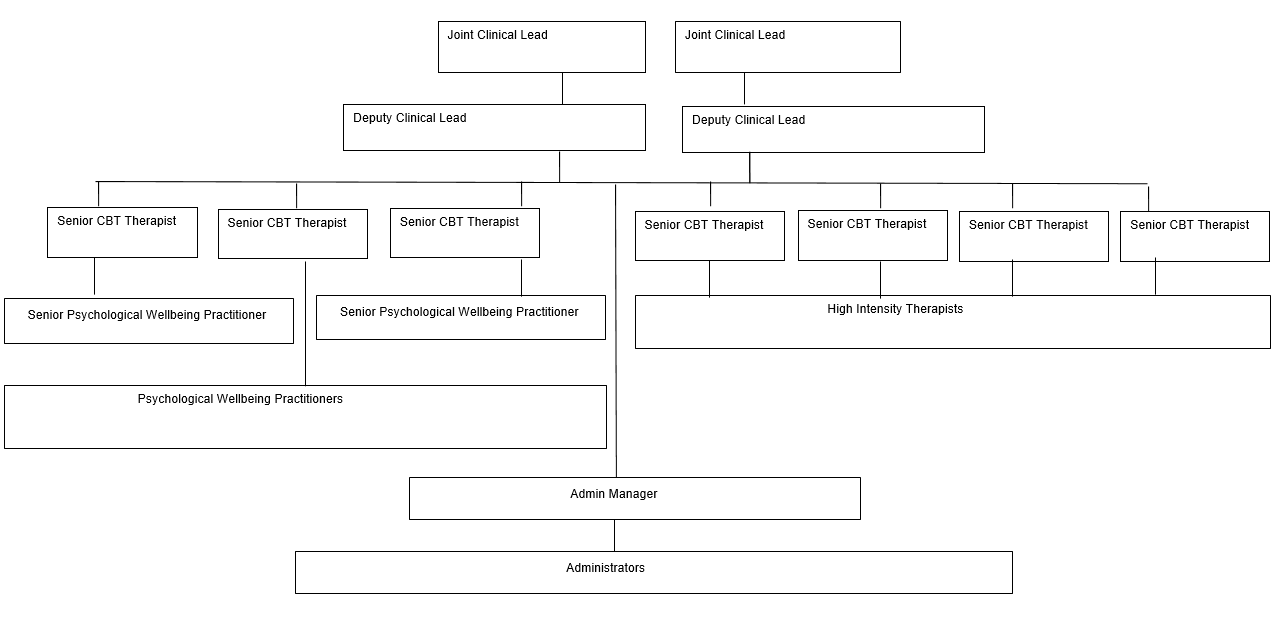 Joint Clinical Lead
Joint Clinical Lead
Deputy Clinical Lead
Deputy Clinical Lead
Senior CBT Therapist
Senior CBT Therapist
Senior CBT Therapist
Senior CBT Therapist
Senior CBT Therapist
Senior CBT Therapist
Senior CBT Therapist
Senior Psychological Wellbeing Practitioner
Senior Psychological Wellbeing Practitioner
High Intensity Therapists
Psychological Wellbeing Practitioners
Admin Manager
Administrators